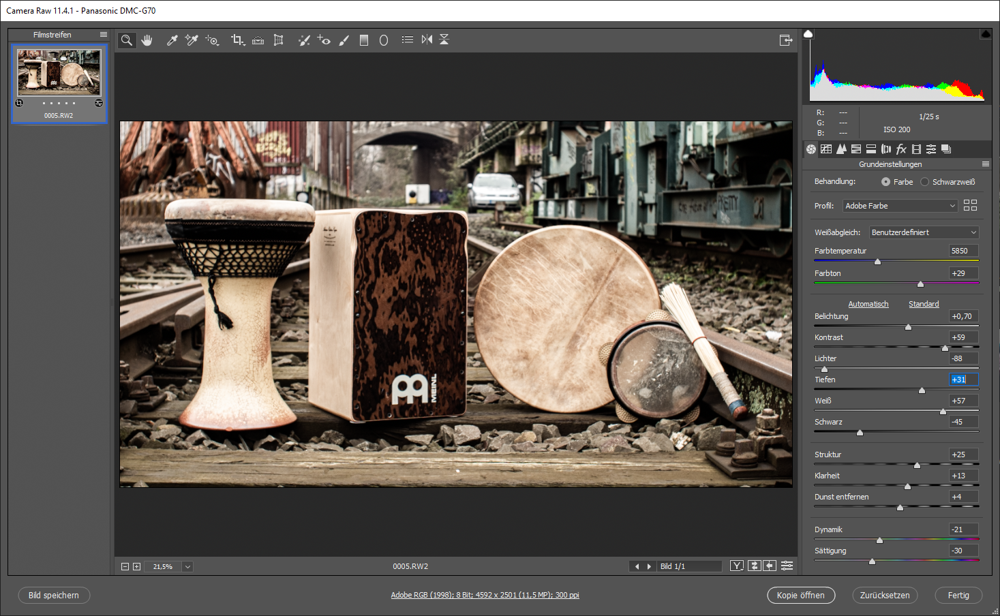 Camera Raw 11.4.1 - Panasonic DMC-G70
Filmstreifen
0005.RW2
R: ---
G: ---
B: ---
1/25 s
ISO 200
Grundeinstellungen
Behandlung: Farbe Schwarzweiß
Profil: Adobe Farbe
Weißabgleich: Benutzerdefiniert
Farbtemperatur 5850
Farbton +29
Automatisch Standard
Belichtung +0,70
Kontrast +59
Lichter -88
Tiefen +31
Weiß +57
Schwarz -45
Struktur +25
Klarheit +13
Dunst entfernen +4
Dynamik -21
Sättigung -30
MEINL
21,5%
0005.RW2
Bild 1/1
Bild speichern
Adobe RGB (1998); 8 Bit; 4592 x 2501 (11,5 MP); 300 ppi
Kopie öffnen
Zurücksetzen
Fertig